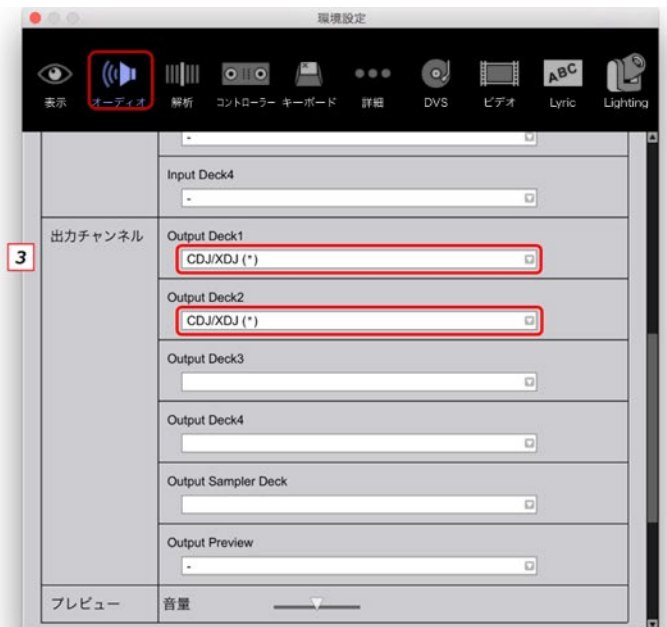 環境設定
表示
オーディオ
解析
コントローラー
キーボード
詳細
DVS
ビデオ
ABC
Lyric
Lighting
-
Input Deck4
-
3
出力チャンネル
Output Deck1
CDJ/XDJ (*)
Output Deck2
CDJ/XDJ (*)
Output Deck3
Output Deck4
Output Sampler Deck
Output Preview
-
プレビュー
音量